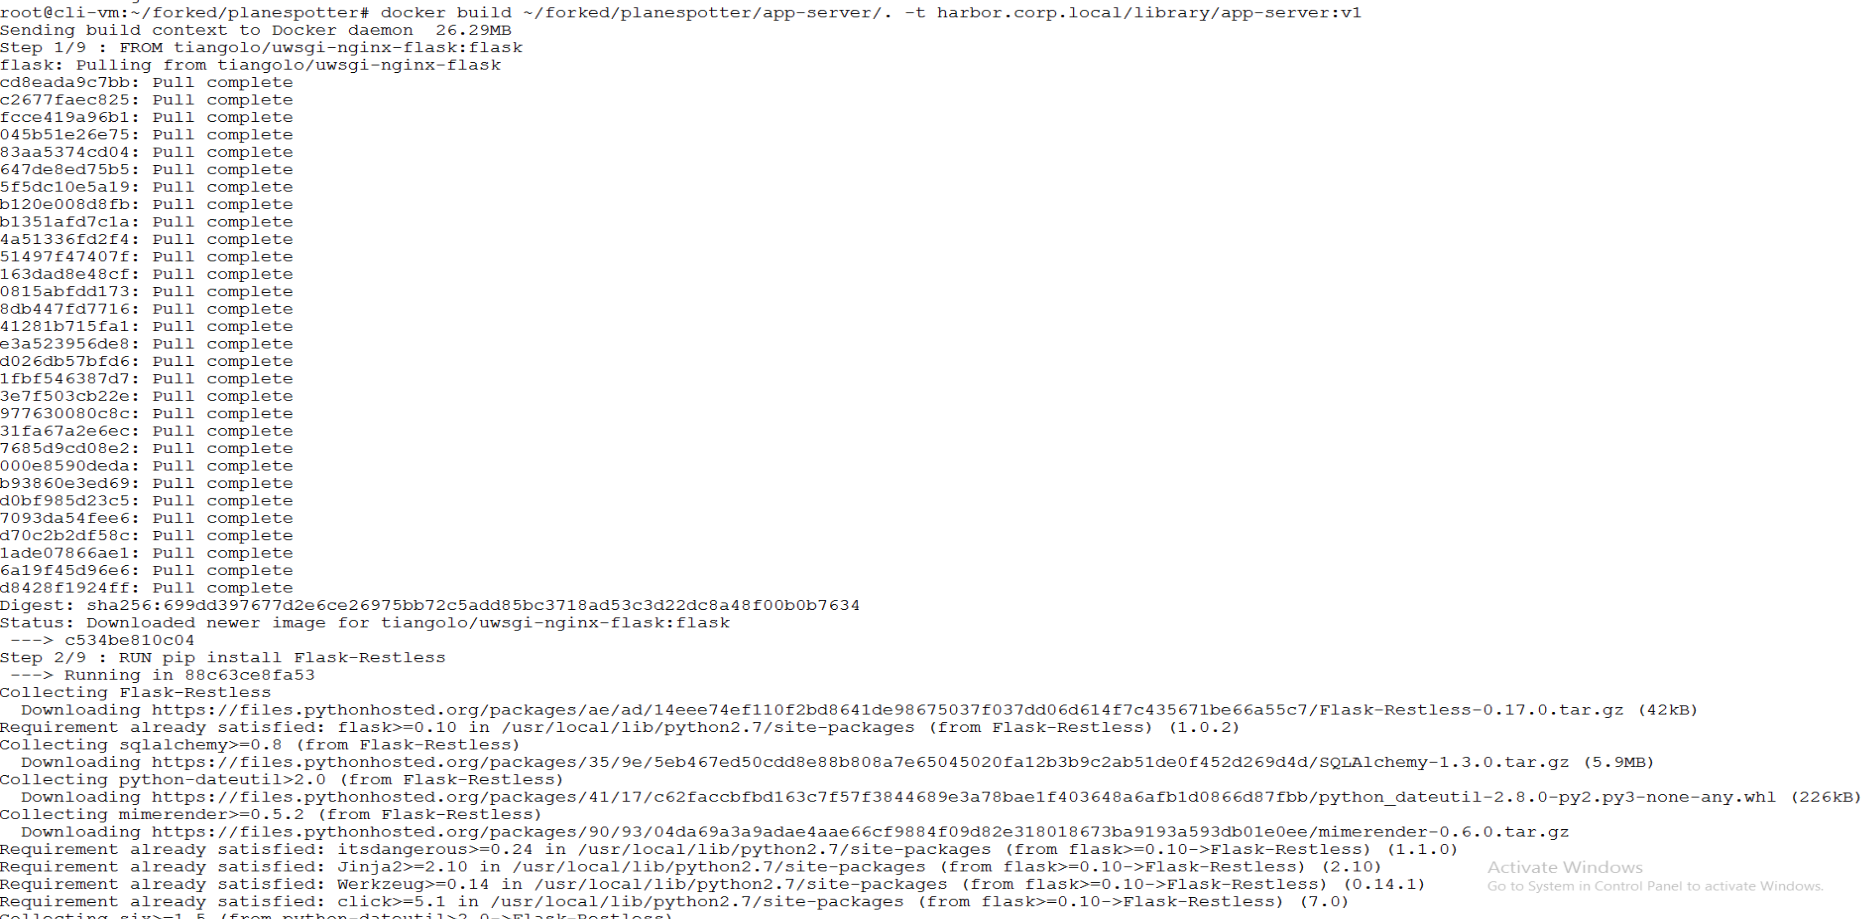 root@cli-vm:~/forked/planespotter# docker build ~/forked/planespotter/app-server/. -t harbor.corp.local/library/app-server:v1
Sending build context to Docker daemon  26.29MB
Step 1/9 : FROM tiangolo/uwsgi-nginx-flask:flask
flask: Pulling from tiangolo/uwsgi-nginx-flask
cd8eada9c7bb: Pull complete
c2677faec825: Pull complete
fcce419a96b1: Pull complete
045b51e26e75: Pull complete
83aa5374cd04: Pull complete
647de8ed75b5: Pull complete
5f5dc10e5a19: Pull complete
b120e008d8fb: Pull complete
b1351afd7c1a: Pull complete
4a51336fd2f4: Pull complete
51497f47407f: Pull complete
163dad8e48cf: Pull complete
0815abfdd173: Pull complete
8db447fd7716: Pull complete
41281b715fa1: Pull complete
e3a523956de8: Pull complete
d026db57bfd6: Pull complete
1fbf546387d7: Pull complete
3e7f503cb22e: Pull complete
977630080c8c: Pull complete
31fa67a2e6ec: Pull complete
7685d9cd08e2: Pull complete
000e8590deda: Pull complete
b93860e3ed69: Pull complete
d0bf985d23c5: Pull complete
7093da54fee6: Pull complete
d70c2b2df58c: Pull complete
1ade07866ae1: Pull complete
6a19f45d96e6: Pull complete
d8428f1924ff: Pull complete
Digest: sha256:699dd397677d2e6ce26975bb72c5add85bc3718ad53c3d22dc8a48f00b0b7634
Status: Downloaded newer image for tiangolo/uwsgi-nginx-flask:flask
 ---> c534be810c04
Step 2/9 : RUN pip install Flask-Restless
 ---> Running in 88c63ce8fa53
Collecting Flask-Restless
  Downloading https://files.pythonhosted.org/packages/ae/ad/14eee74ef110f2bd8641de98675037f037dd06d614f7c435671be66a55c7/Flask-Restless-0.17.0.tar.gz (42kB)
Requirement already satisfied: flask>=0.10 in /usr/local/lib/python2.7/site-packages (from Flask-Restless) (1.0.2)
Collecting sqlalchemy>=0.8 (from Flask-Restless)
  Downloading https://files.pythonhosted.org/packages/35/9e/5eb467ed50cdd8e88b808a7e65045020fa12b3b9c2ab51de0f452d269d4d/SQLAlchemy-1.3.0.tar.gz (5.9MB)
Collecting python-dateutil>2.0 (from Flask-Restless)
  Downloading https://files.pythonhosted.org/packages/41/17/c62faccbfbd163c7f57f3844689e3a78bae1f403648a6afb1d0866d87fbb/python_dateutil-2.8.0-py2.py3-none-any.whl (226kB)
Collecting mimerender>=0.5.2 (from Flask-Restless)
  Downloading https://files.pythonhosted.org/packages/90/93/04da69a3a9adae4aae66cf9884f09d82e318018673ba9193a593db01e0ee/mimerender-0.6.0.tar.gz
Requirement already satisfied: itsdangerous>=0.24 in /usr/local/lib/python2.7/site-packages (from flask>=0.10->Flask-Restless) (1.1.0)
Requirement already satisfied: Jinja2>=2.10 in /usr/local/lib/python2.7/site-packages (from flask>=0.10->Flask-Restless) (2.10)
Requirement already satisfied: Werkzeug>=0.14 in /usr/local/lib/python2.7/site-packages (from flask>=0.10->Flask-Restless) (0.14.1)
Requirement already satisfied: click>=5.1 in /usr/local/lib/python2.7/site-packages (from flask>=0.10->Flask-Restless) (7.0)
Collecting six>=1.5 (from python-dateutil>2.0->Flask-Restless)
Activate Windows
Go to System in Control Panel to activate Windows.